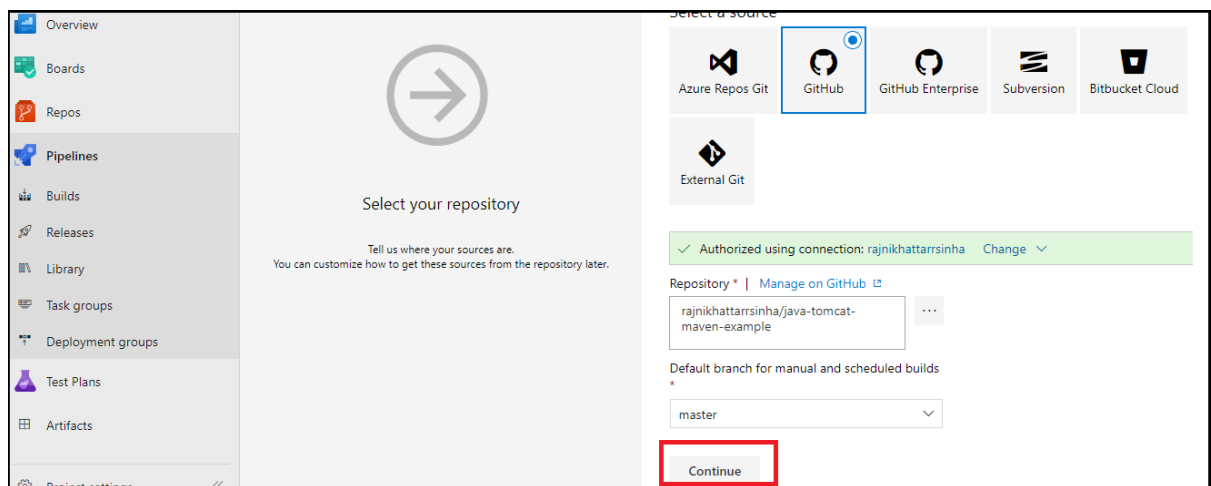 Overview
Boards
Repos
Pipelines
Builds
Releases
Library
Task groups
Deployment groups
Test Plans
Artifacts
Project settings
Select your repository
Tell us where your sources are.
You can customize how to get these sources from the repository later.
Select a source
Azure Repos Git
GitHub
GitHub Enterprise
Subversion
Bitbucket Cloud
External Git
Authorized using connection: rajnikhattarrsinha Change
Repository * | Manage on GitHub
rajnikhattarrsinha/java-tomcat-
maven-example
...
Default branch for manual and scheduled builds
*
master
Continue